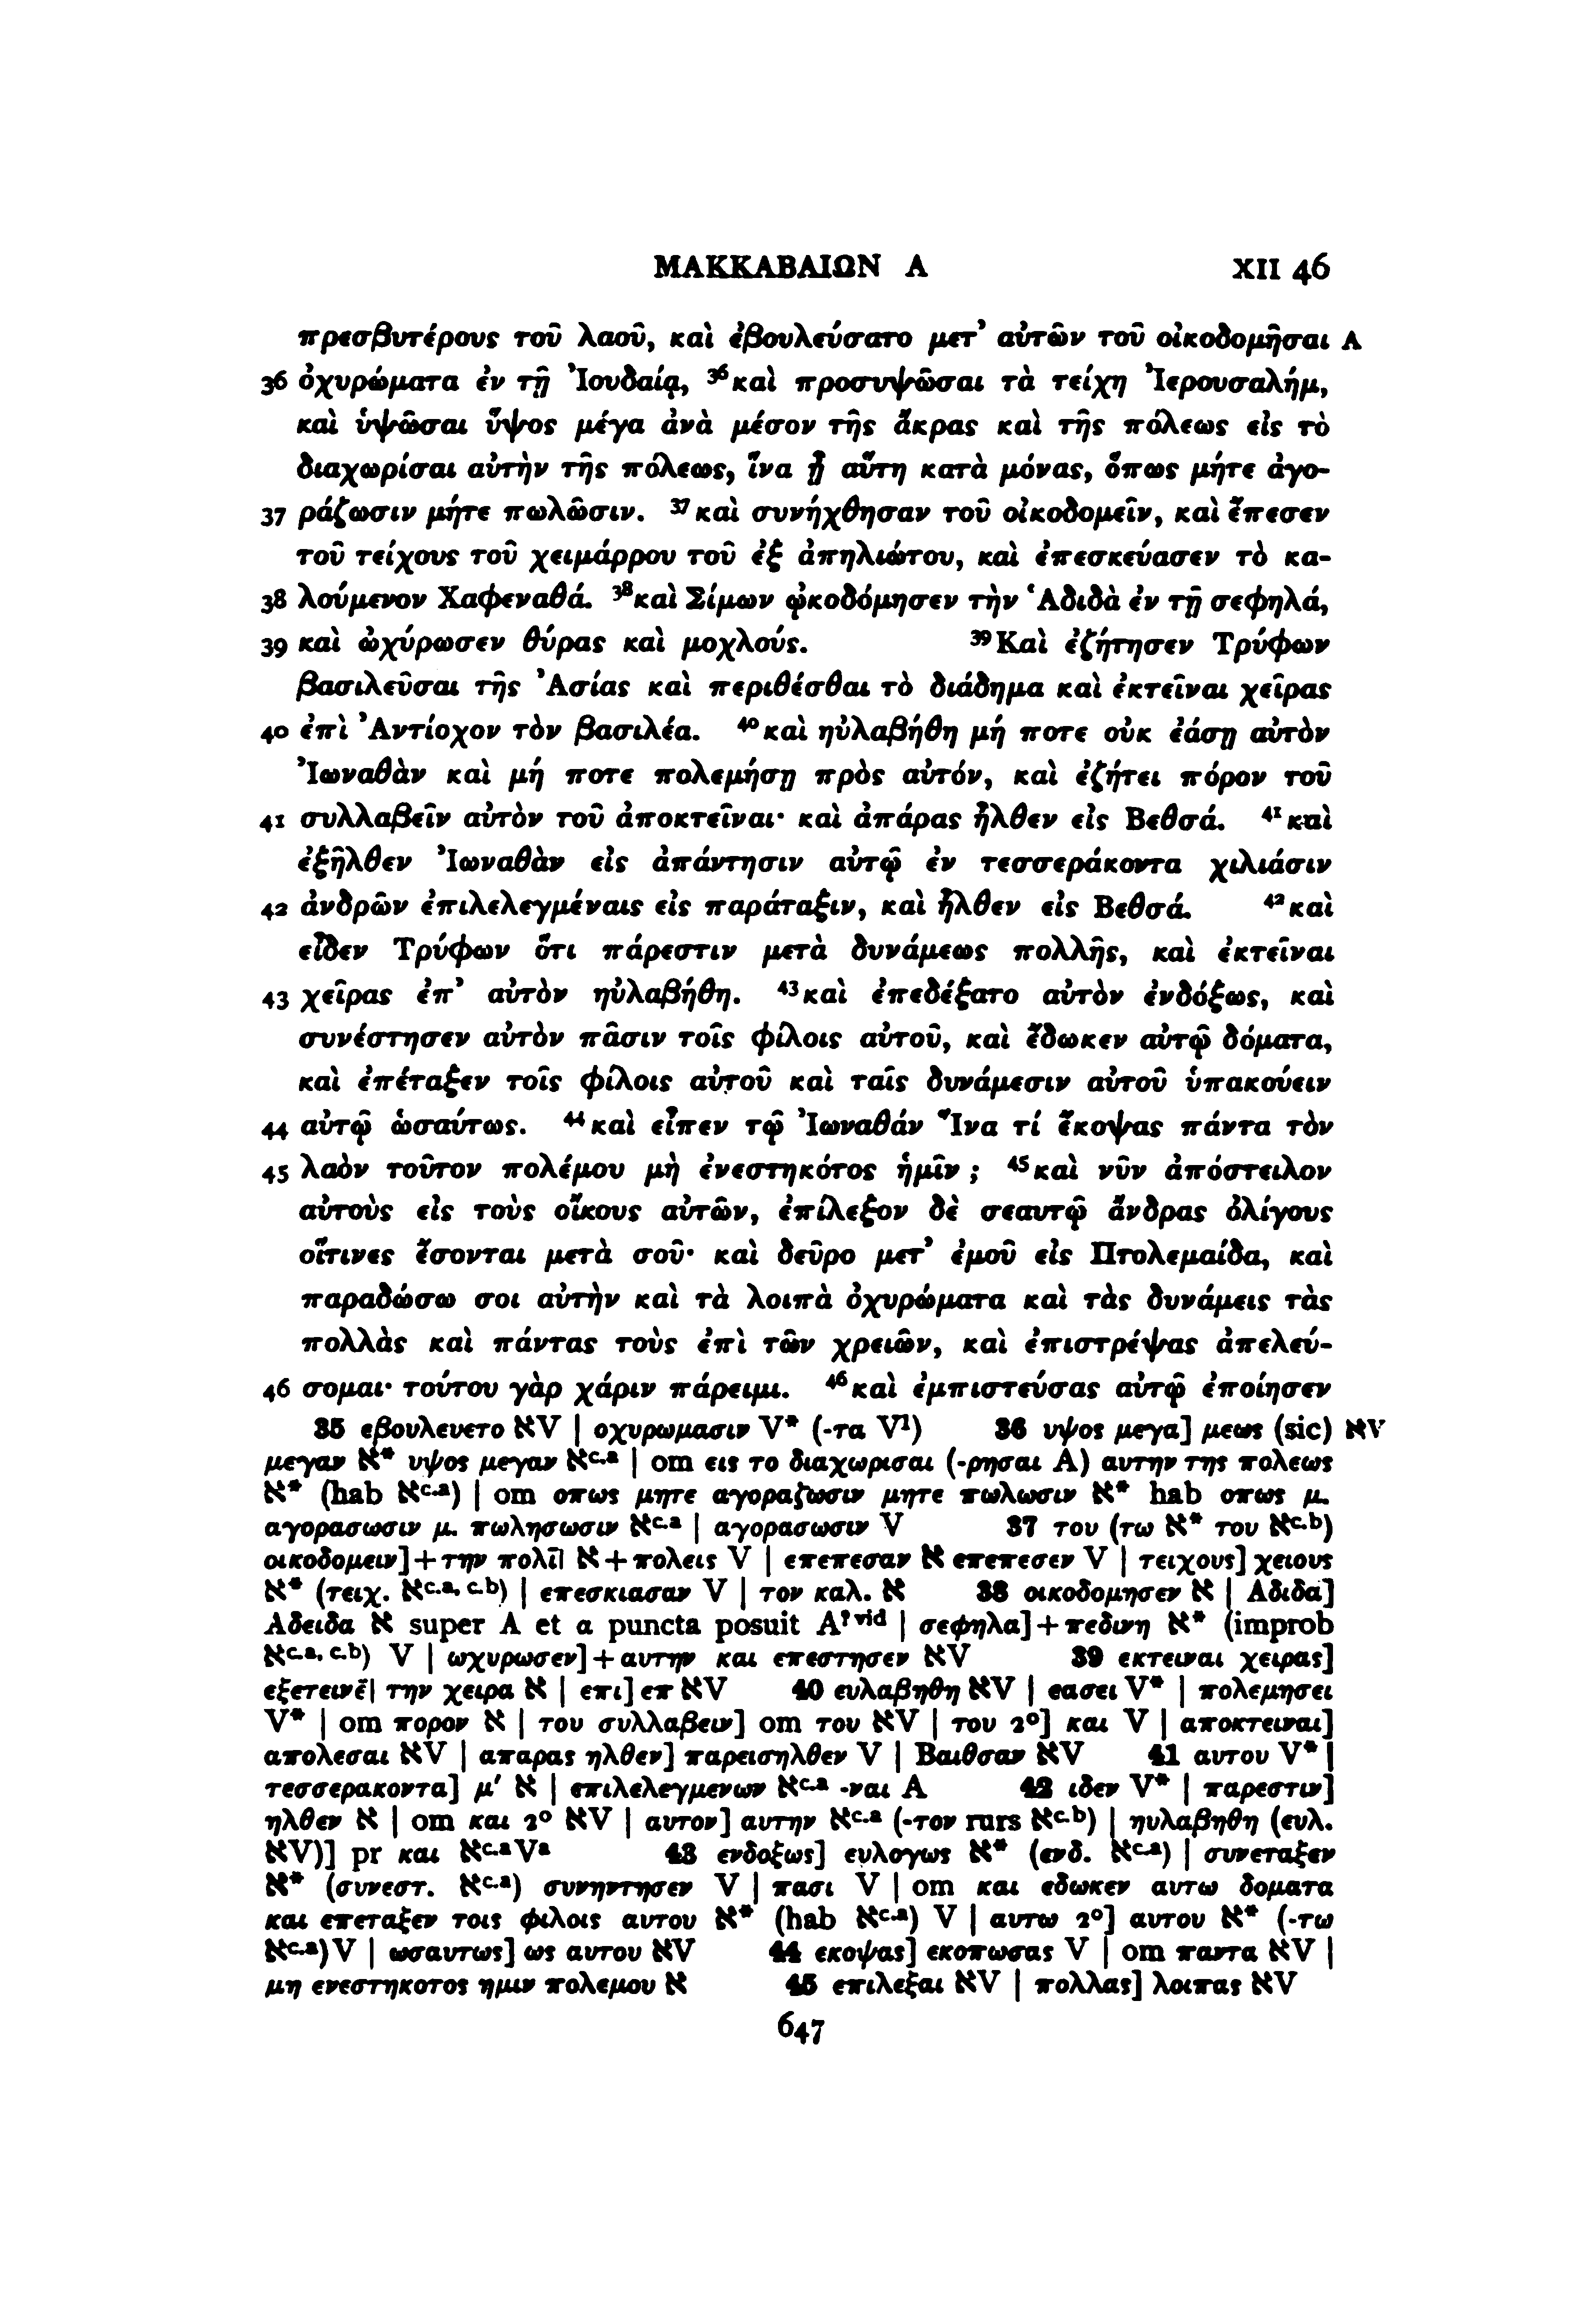 ΜΑΚΚΑΒΑΙΩΝ Α XII 46
πρεσβυτέρους τοῦ λαοῦ, καὶ ἐβουλεύσατο μετ’ αὐτῶν τοῦ οἰκοδομῆσαι A
36 ὀχυρώματα ἐν τῇ Ἰουδαίᾳ, ³⁶καὶ προσυψῶσαι τὰ τείχη Ἰερουσαλήμ,
καὶ ὑψῶσαι ὕψος μέγα ἀνὰ μέσον τῆς ἄκρας καὶ τῆς πόλεως εἰς τὸ
διαχωρίσαι αὐτὴν τῆς πόλεως, ἵνα ᾖ αὕτη κατὰ μόνας, ὅπως μήτε ἀγο-
37 ράζωσιν μήτε πωλῶσιν. ³⁷καὶ συνήχθησαν τοῦ οἰκοδομεῖν, καὶ ἔπεσεν
τοῦ τείχους τοῦ χειμάρρου τοῦ ἐξ ἀπηλιώτου, καὶ ἐπεσκεύασεν τὸ κα-
38 λούμενον Χαφεναθά. ³⁸καὶ Σίμων ᾠκοδόμησεν τὴν Ἁδιδὰ ἐν τῇ σεφηλά,
39 καὶ ὠχύρωσεν θύρας καὶ μοχλούς. ³⁹Καὶ ἐζήτησεν Τρύφων
βασιλεῦσαι τῆς Ἀσίας καὶ περιθέσθαι τὸ διάδημα καὶ ἐκτεῖναι χεῖρας
40 ἐπὶ Ἀντίοχον τὸν βασιλέα. ⁴⁰καὶ ηὐλαβήθη μή ποτε οὐκ ἐάσῃ αὐτὸν
Ἰωναθὰν καὶ μή ποτε πολεμήσῃ πρὸς αὐτόν, καὶ ἐζήτει πόρον τοῦ
41 συλλαβεῖν αὐτὸν τοῦ ἀποκτεῖναι· καὶ ἀπάρας ἦλθεν εἰς Βεθσά. ⁴¹καὶ
ἐξῆλθεν Ἰωναθὰν εἰς ἀπάντησιν αὐτῷ ἐν τεσσεράκοντα χιλιάσιν
42 ἀνδρῶν ἐπιλελεγμέναις εἰς παράταξιν, καὶ ἦλθεν εἰς Βεθσά. ⁴²καὶ
εἶδεν Τρύφων ὅτι πάρεστιν μετὰ δυνάμεως πολλῆς, καὶ ἐκτεῖναι
43 χεῖρας ἐπ’ αὐτὸν ηὐλαβήθη. ⁴³καὶ ἐπεδέξατο αὐτὸν ἐνδόξως, καὶ
συνέστησεν αὐτὸν πᾶσιν τοῖς φίλοις αὐτοῦ, καὶ ἔδωκεν αὐτῷ δόματα,
καὶ ἐπέταξεν τοῖς φίλοις αὐτοῦ καὶ ταῖς δυνάμεσιν αὐτοῦ ὑπακούειν
44 αὐτῷ ὡσαύτως. ⁴⁴καὶ εἶπεν τῷ Ἰωναθάν Ἵνα τί ἔκοψας πάντα τὸν
45 λαὸν τοῦτον πολέμου μὴ ἐνεστηκότος ἡμῖν ; ⁴⁵καὶ νῦν ἀπόστειλον
αὐτοὺς εἰς τοὺς οἴκους αὐτῶν, ἐπίλεξον δὲ σεαυτῷ ἄνδρας ὀλίγους
οἵτινες ἔσονται μετὰ σοῦ· καὶ δεῦρο μετ’ ἐμοῦ εἰς Πτολεμαίδα, καὶ
παραδώσω σοι αὐτὴν καὶ τὰ λοιπὰ ὀχυρώματα καὶ τὰς δυνάμεις τὰς
πολλὰς καὶ πάντας τοὺς ἐπὶ τῶν χρειῶν, καὶ ἐπιστρέψας ἀπελεύ-
46 σομαι· τούτου γὰρ χάριν πάρειμι. ⁴⁶καὶ ἐμπιστεύσας αὐτῷ ἐποίησεν
35 εβουλευετο ℵV | οχυρωμασιν V* (-τα V¹) 36 υψος μεγα] μεως (sic) ℵV
μεγαν ℵ* υψος μεγαν ℵc.a | om εις το διαχωρισαι (-ρησαι A) αυτην της πολεως
ℵ* (hab ℵc.a) | om οπως μητε αγοραζωσιν μητε πωλωσιν ℵ* hab οπως μ.
αγορασωσιν μ. πωλησωσιν ℵc.a | αγορασωσιν V 37 του (τω ℵ* του ℵc.b)
οικοδομειν]+την πολῑ| ℵ+πολεις V | επεπεσαν ℵ επεπεσεν V | τειχους] χειους
ℵ* (τειχ. ℵc.a, c.b) | επεσκιασαν V | τον καλ. ℵ 38 οικοδομησεν ℵ | Αδιδα]
Αδειδα ℵ super A et α puncta posuit A? vid | σεφηλα]+πεδινη ℵ* (improb
ℵc.a, c.b) V | ωχυρωσεν]+αυτην και επεστησεν ℵV 39 εκτειναι χειρας]
εξετεινε̄| την χειρα ℵ | επι] επ ℵV 40 ευλαβηθη ℵV | εασει V* | πολεμησει
V* | om πορον ℵ | του συλλαβειν] om του ℵV | του 2°] και V | αποκτειναι]
απολεσαι ℵV | απαρας ηλθεν] παρεισηλθεν V | Βαιθσαν ℵV 41 αυτου V* |
τεσσερακοντα] μ′ ℵ | επιλελεγμενων ℵc.a -ναι A 42 ιδεν V* | παρεστιν]
ηλθεν ℵ | om και 2° ℵV | αυτον] αυτην ℵc.a (-τον rurs ℵc.b) | ηυλαβηθη (ευλ.
ℵV)] pr και ℵc.aVa 43 ενδοξως] ευλογως ℵ* (ενδ. ℵc.a) | συνεταξεν
ℵ* (συνεστ. ℵc.a) συνηντησεν V | πασι V | om και εδωκεν αυτω δοματα
και επεταξεν τοις φιλοις αυτου ℵ* (hab ℵc.a) V | αυτω 2°] αυτου ℵ* (-τω
ℵc.a) V | ωσαυτως] ως αυτου ℵV 44 εκοψας] εκοπωσας V | om παντα ℵV |
μη ενεστηκοτος ημιν πολεμου ℵ 45 επιλεξαι ℵV | πολλας] λοιπας ℵV
647